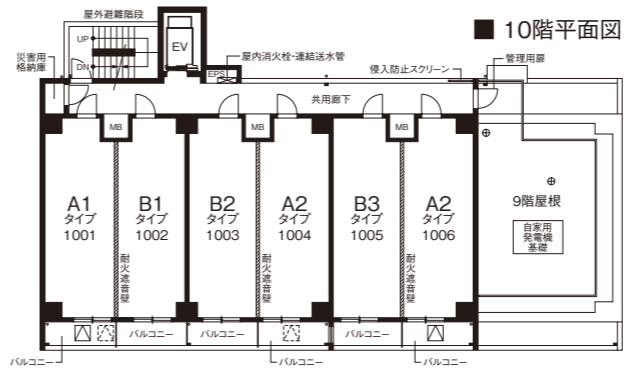 ■ 10階平面図
屋外避難階段
UP
DN
EV
災害用
格納庫
屋内消火栓・連結送水管
EPS
侵入防止スクリーン
管理用扉
共用廊下
MB
MB
MB
A1
タイプ
1001
B1
タイプ
1002
B2
タイプ
1003
A2
タイプ
1004
B3
タイプ
1005
A2
タイプ
1006
耐火遮音壁
耐火遮音壁
耐火遮音壁
9階屋根
自家用
発電機
基礎
バルコニー
バルコニー
バルコニー
バルコニー
バルコニー
バルコニー